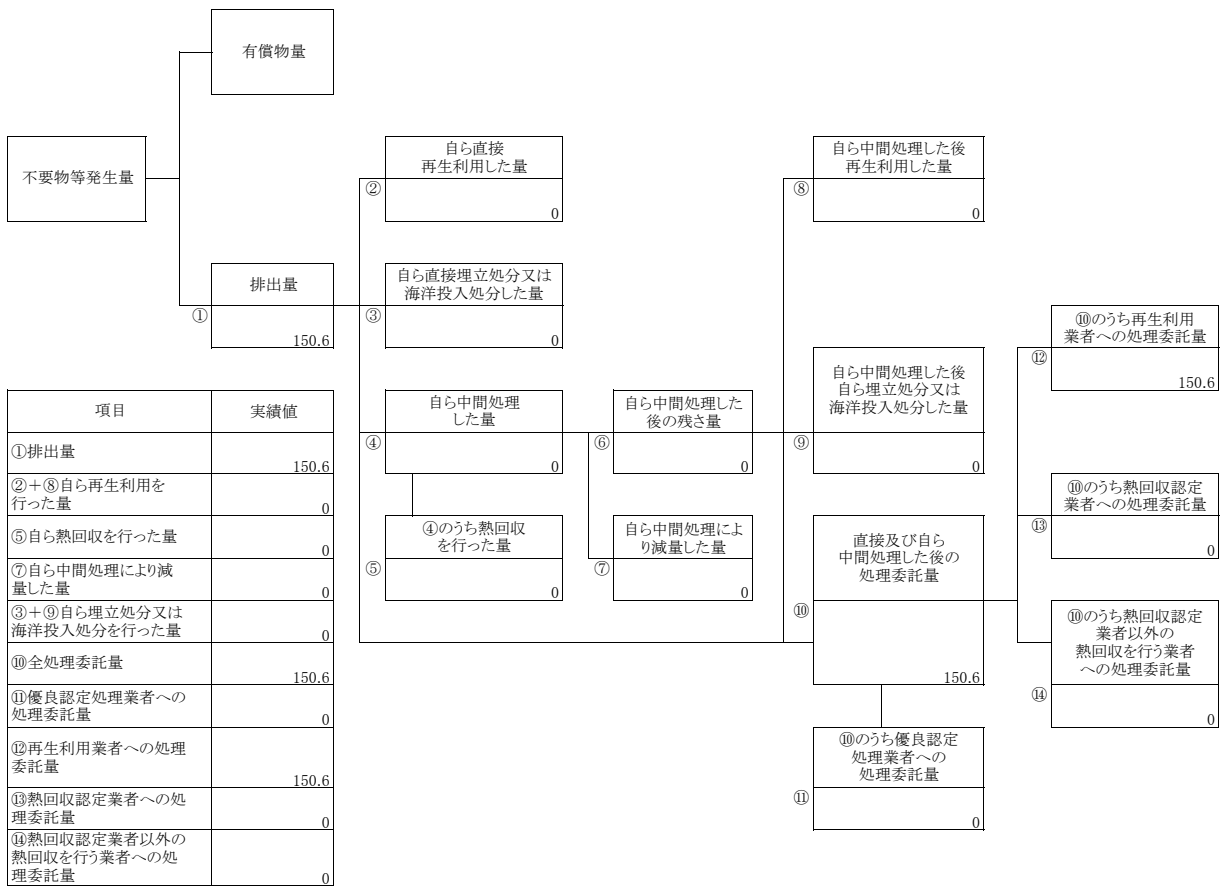 有償物量
不要物等発生量
自ら直接
再生利用した量
②
0
自ら中間処理した後
再生利用した量
⑧
0
排出量
①
150.6
自ら直接埋立処分又は
海洋投入処分した量
③
0
⑩のうち再生利用
業者への処理委託量
⑫
150.6
自ら中間処理
した量
④
0
自ら中間処理した
後の残さ量
⑥
0
自ら中間処理した後
自ら埋立処分又は
海洋投入処分した量
⑨
0
⑩のうち熱回収認定
業者への処理委託量
⑬
0
④のうち熱回収
を行った量
⑤
0
自ら中間処理によ
り減量した量
⑦
0
直接及び自ら
中間処理した後の
処理委託量
⑩
150.6
⑩のうち熱回収認定
業者以外の
熱回収を行う業者
への処理委託量
⑭
0
⑩のうち優良認定
処理業者への
処理委託量
⑪
0
項目 実績値
①排出量
150.6
②+⑧自ら再生利用を
行った量
0
⑤自ら熱回収を行った量
0
⑦自ら中間処理により減
量した量
0
③+⑨自ら埋立処分又は
海洋投入処分を行った量
0
⑩全処理委託量
150.6
⑪優良認定処理業者への
処理委託量
0
⑫再生利用業者への処理
委託量
150.6
⑬熱回収認定業者への処
理委託量
0
⑭熱回収認定業者以外の
熱回収を行う業者への処
理委託量
0